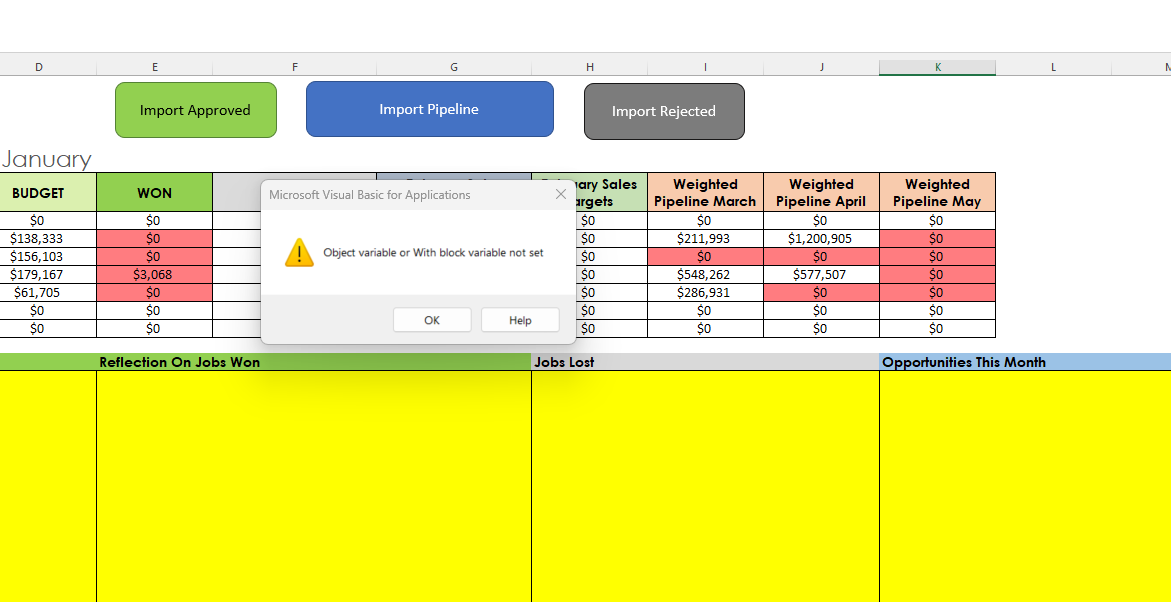 D E F G H I J K L
Import Approved Import Pipeline Import Rejected
January
BUDGET WON Sales Targets Weighted Pipeline March Weighted Pipeline April Weighted Pipeline May
$0 $0 $0 $0 $0 $0
$138,333 $0 $0 $211,993 $1,200,905 $0
$156,103 $0 $0 $0 $0 $0
$179,167 $3,068 $0 $548,262 $577,507 $0
$61,705 $0 $0 $286,931 $0 $0
$0 $0 $0 $0 $0 $0
$0 $0 $0 $0 $0 $0
Microsoft Visual Basic for Applications
Object variable or With block variable not set
OK Help
Reflection On Jobs Won Jobs Lost Opportunities This Month